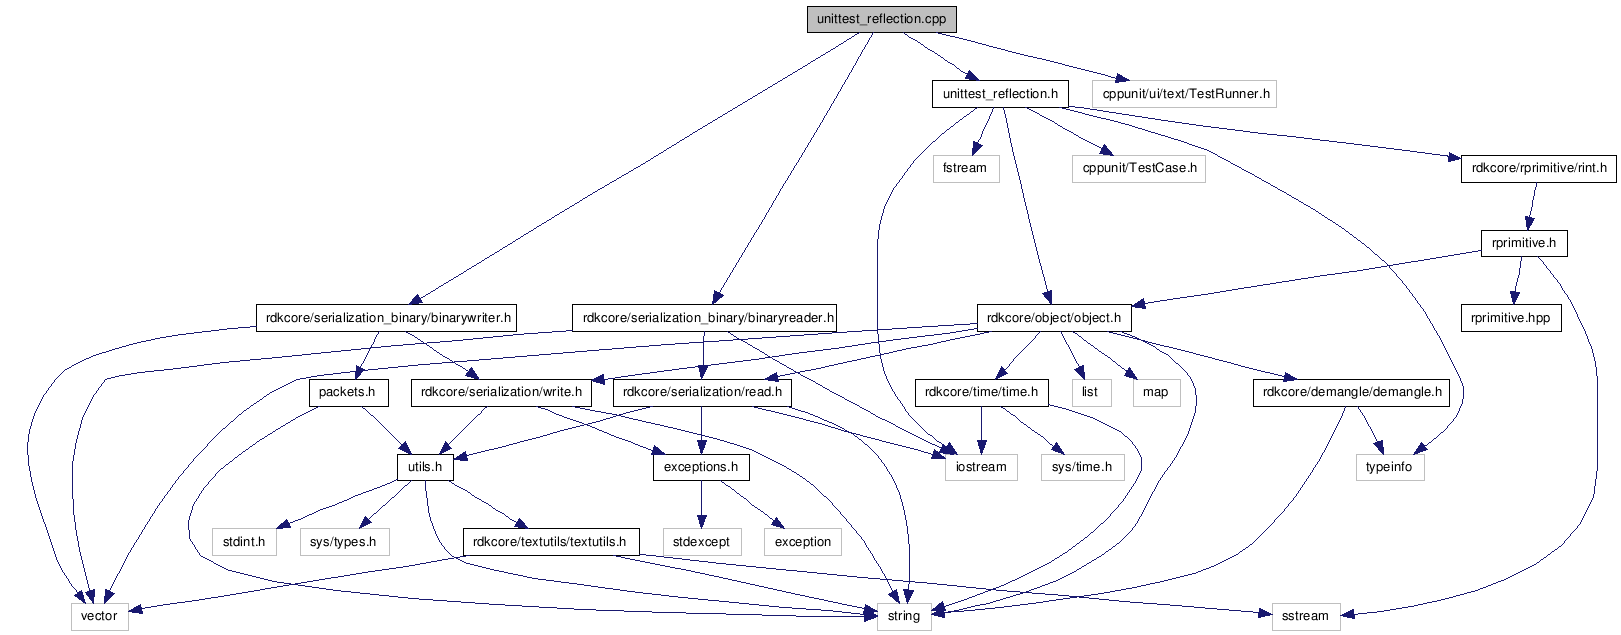 unittest_reflection.cpp
unittest_reflection.h
cppunit/ui/text/TestRunner.h
fstream
cppunit/TestCase.h
rdkcore/rprimitive/rint.h
rprimitive.h
rdkcore/serialization_binary/binarywriter.h
rdkcore/serialization_binary/binaryreader.h
rdkcore/object/object.h
rprimitive.hpp
packets.h
rdkcore/serialization/write.h
rdkcore/serialization/read.h
rdkcore/time/time.h
list
map
rdkcore/demangle/demangle.h
utils.h
exceptions.h
iostream
sys/time.h
typeinfo
stdint.h
sys/types.h
rdkcore/textutils/textutils.h
stdexcept
exception
vector
string
sstream